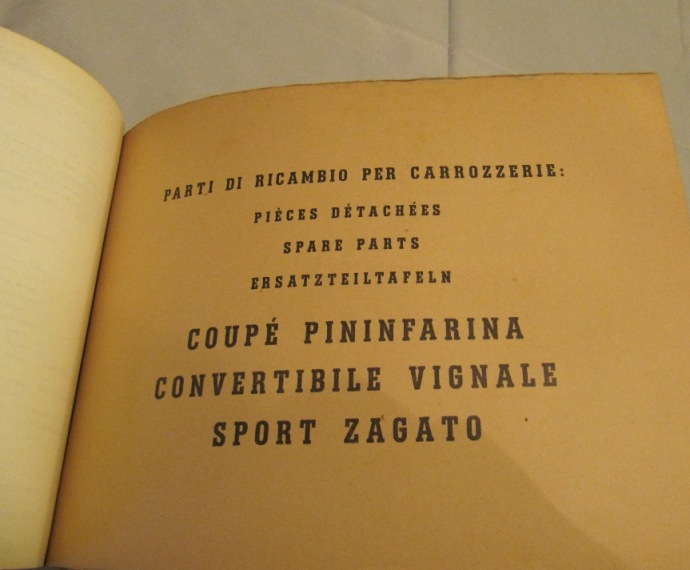 PARTI DI RICAMBIO PER CARROZZERIE:
PIÈCES DÉTACHÉES
SPARE PARTS
ERSATZTEILTAFELN
COUPÉ PININFARINA
CONVERTIBILE VIGNALE
SPORT ZAGATO